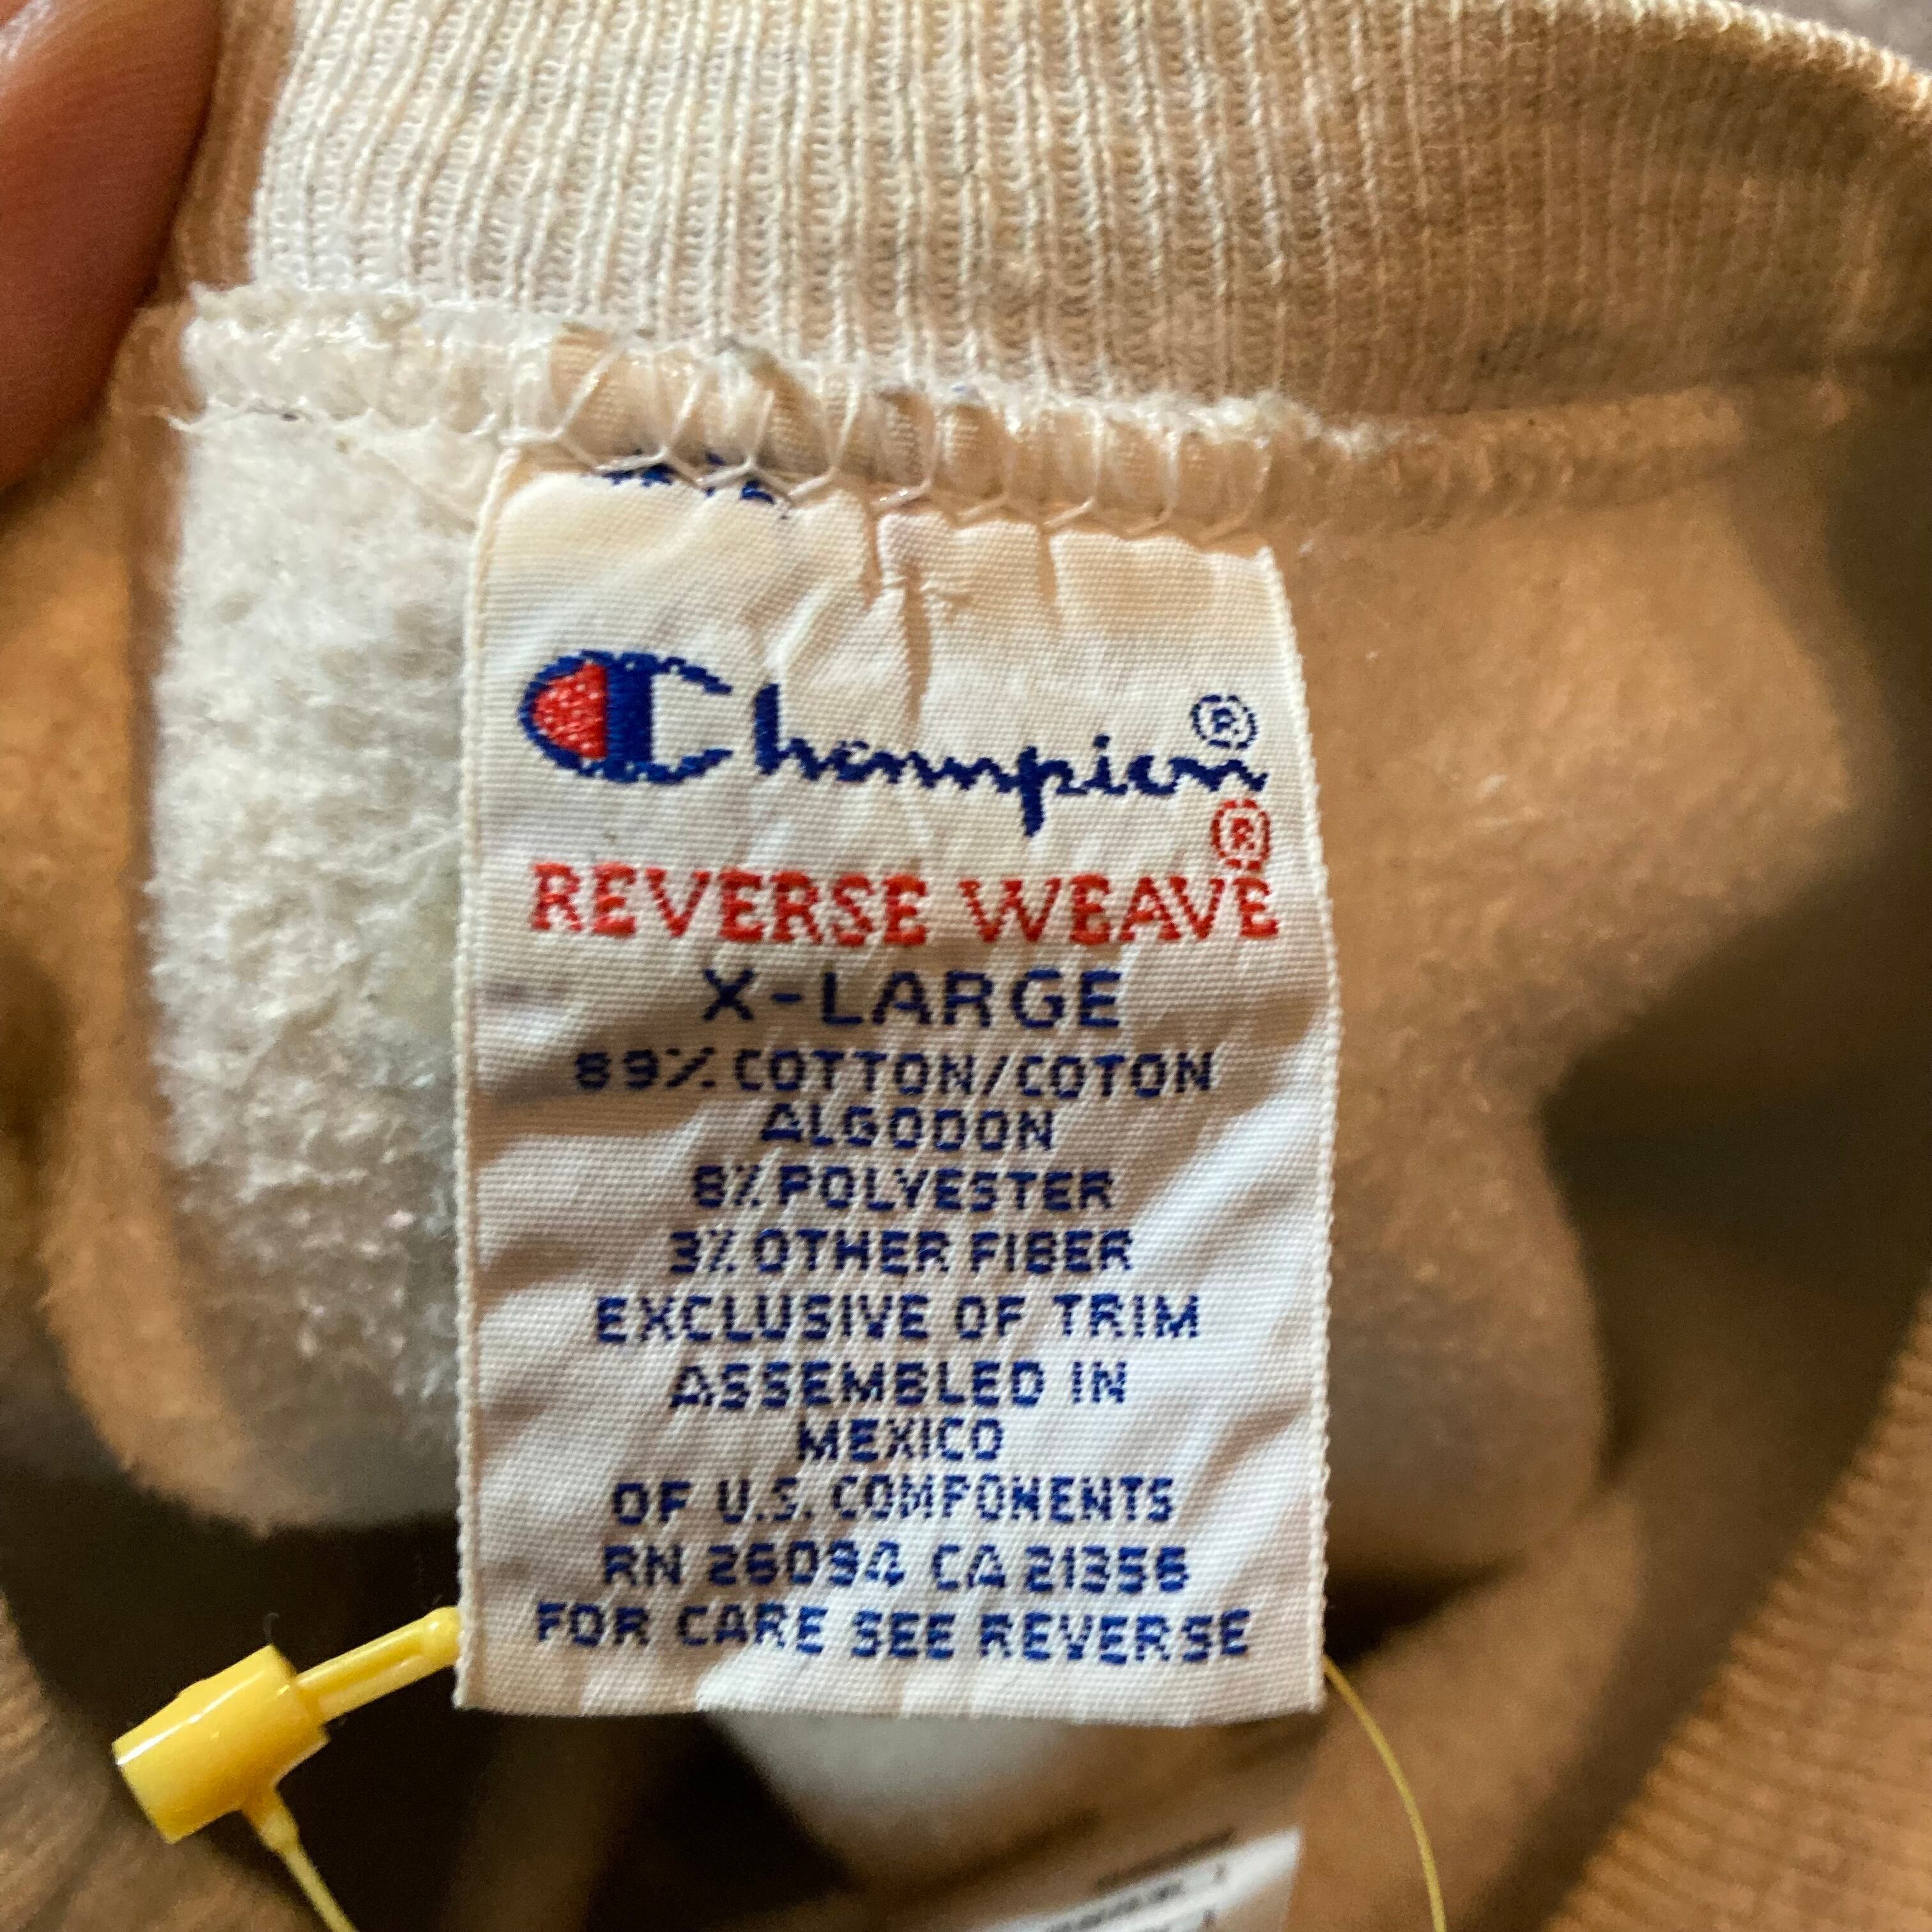 Champion®
®
REVERSE WEAVE
X-LARGE
89% COTTON/COTON
ALGODON
8% POLYESTER
3% OTHER FIBER
EXCLUSIVE OF TRIM
ASSEMBLED IN
MEXICO
OF U.S. COMPONENTS
RN 26094 CA 21356
FOR CARE SEE REVERSE